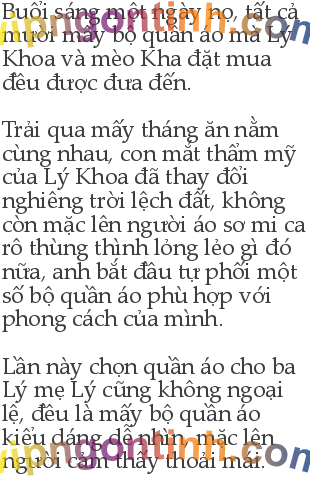 Buổi sáng một ngày nọ, tất cả
mười mấy bộ quần áo mà Lý
Khoa và mèo Kha đặt mua
đều được đưa đến.
Trải qua mấy tháng ăn nằm
cùng nhau, con mắt thẩm mỹ
của Lý Khoa đã thay đổi
nghiêng trời lệch đất, không
còn mặc lên người áo sơ mi ca
rô thùng thình lỏng lẻo gì đó
nữa, anh bắt đầu tự phối một
số bộ quần áo phù hợp với
phong cách của mình.
Lần này chọn quần áo cho ba
Lý mẹ Lý cũng không ngoại
lệ, đều là mấy bộ quần áo
kiểu dáng dễ nhìn, mặc lên
người cảm thấy thoải mái.
vipngontinh.com
vipngontinh.com